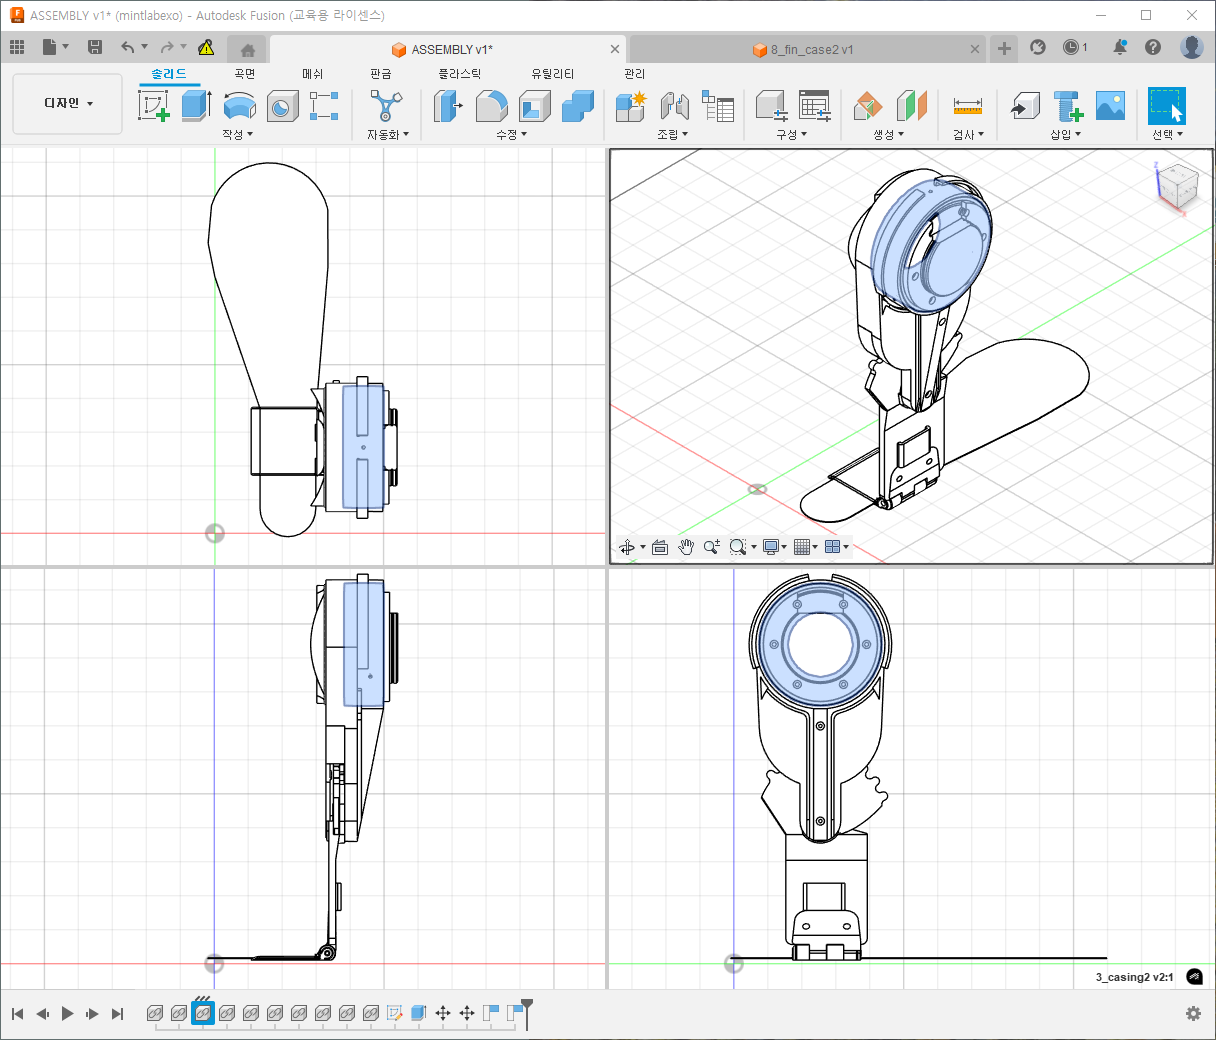 ASSEMBLY v1* (mintlabexo) - Autodesk Fusion (교육용 라이센스)
ASSEMBLY v1*
8_fin_case2 v1
1
솔리드
곡면
메쉬
판금
플라스틱
유틸리티
관리
디자인
작성
자동화
수정
조립
구성
생성
검사
삽입
선택
Z
X
3_casing2 v2:1